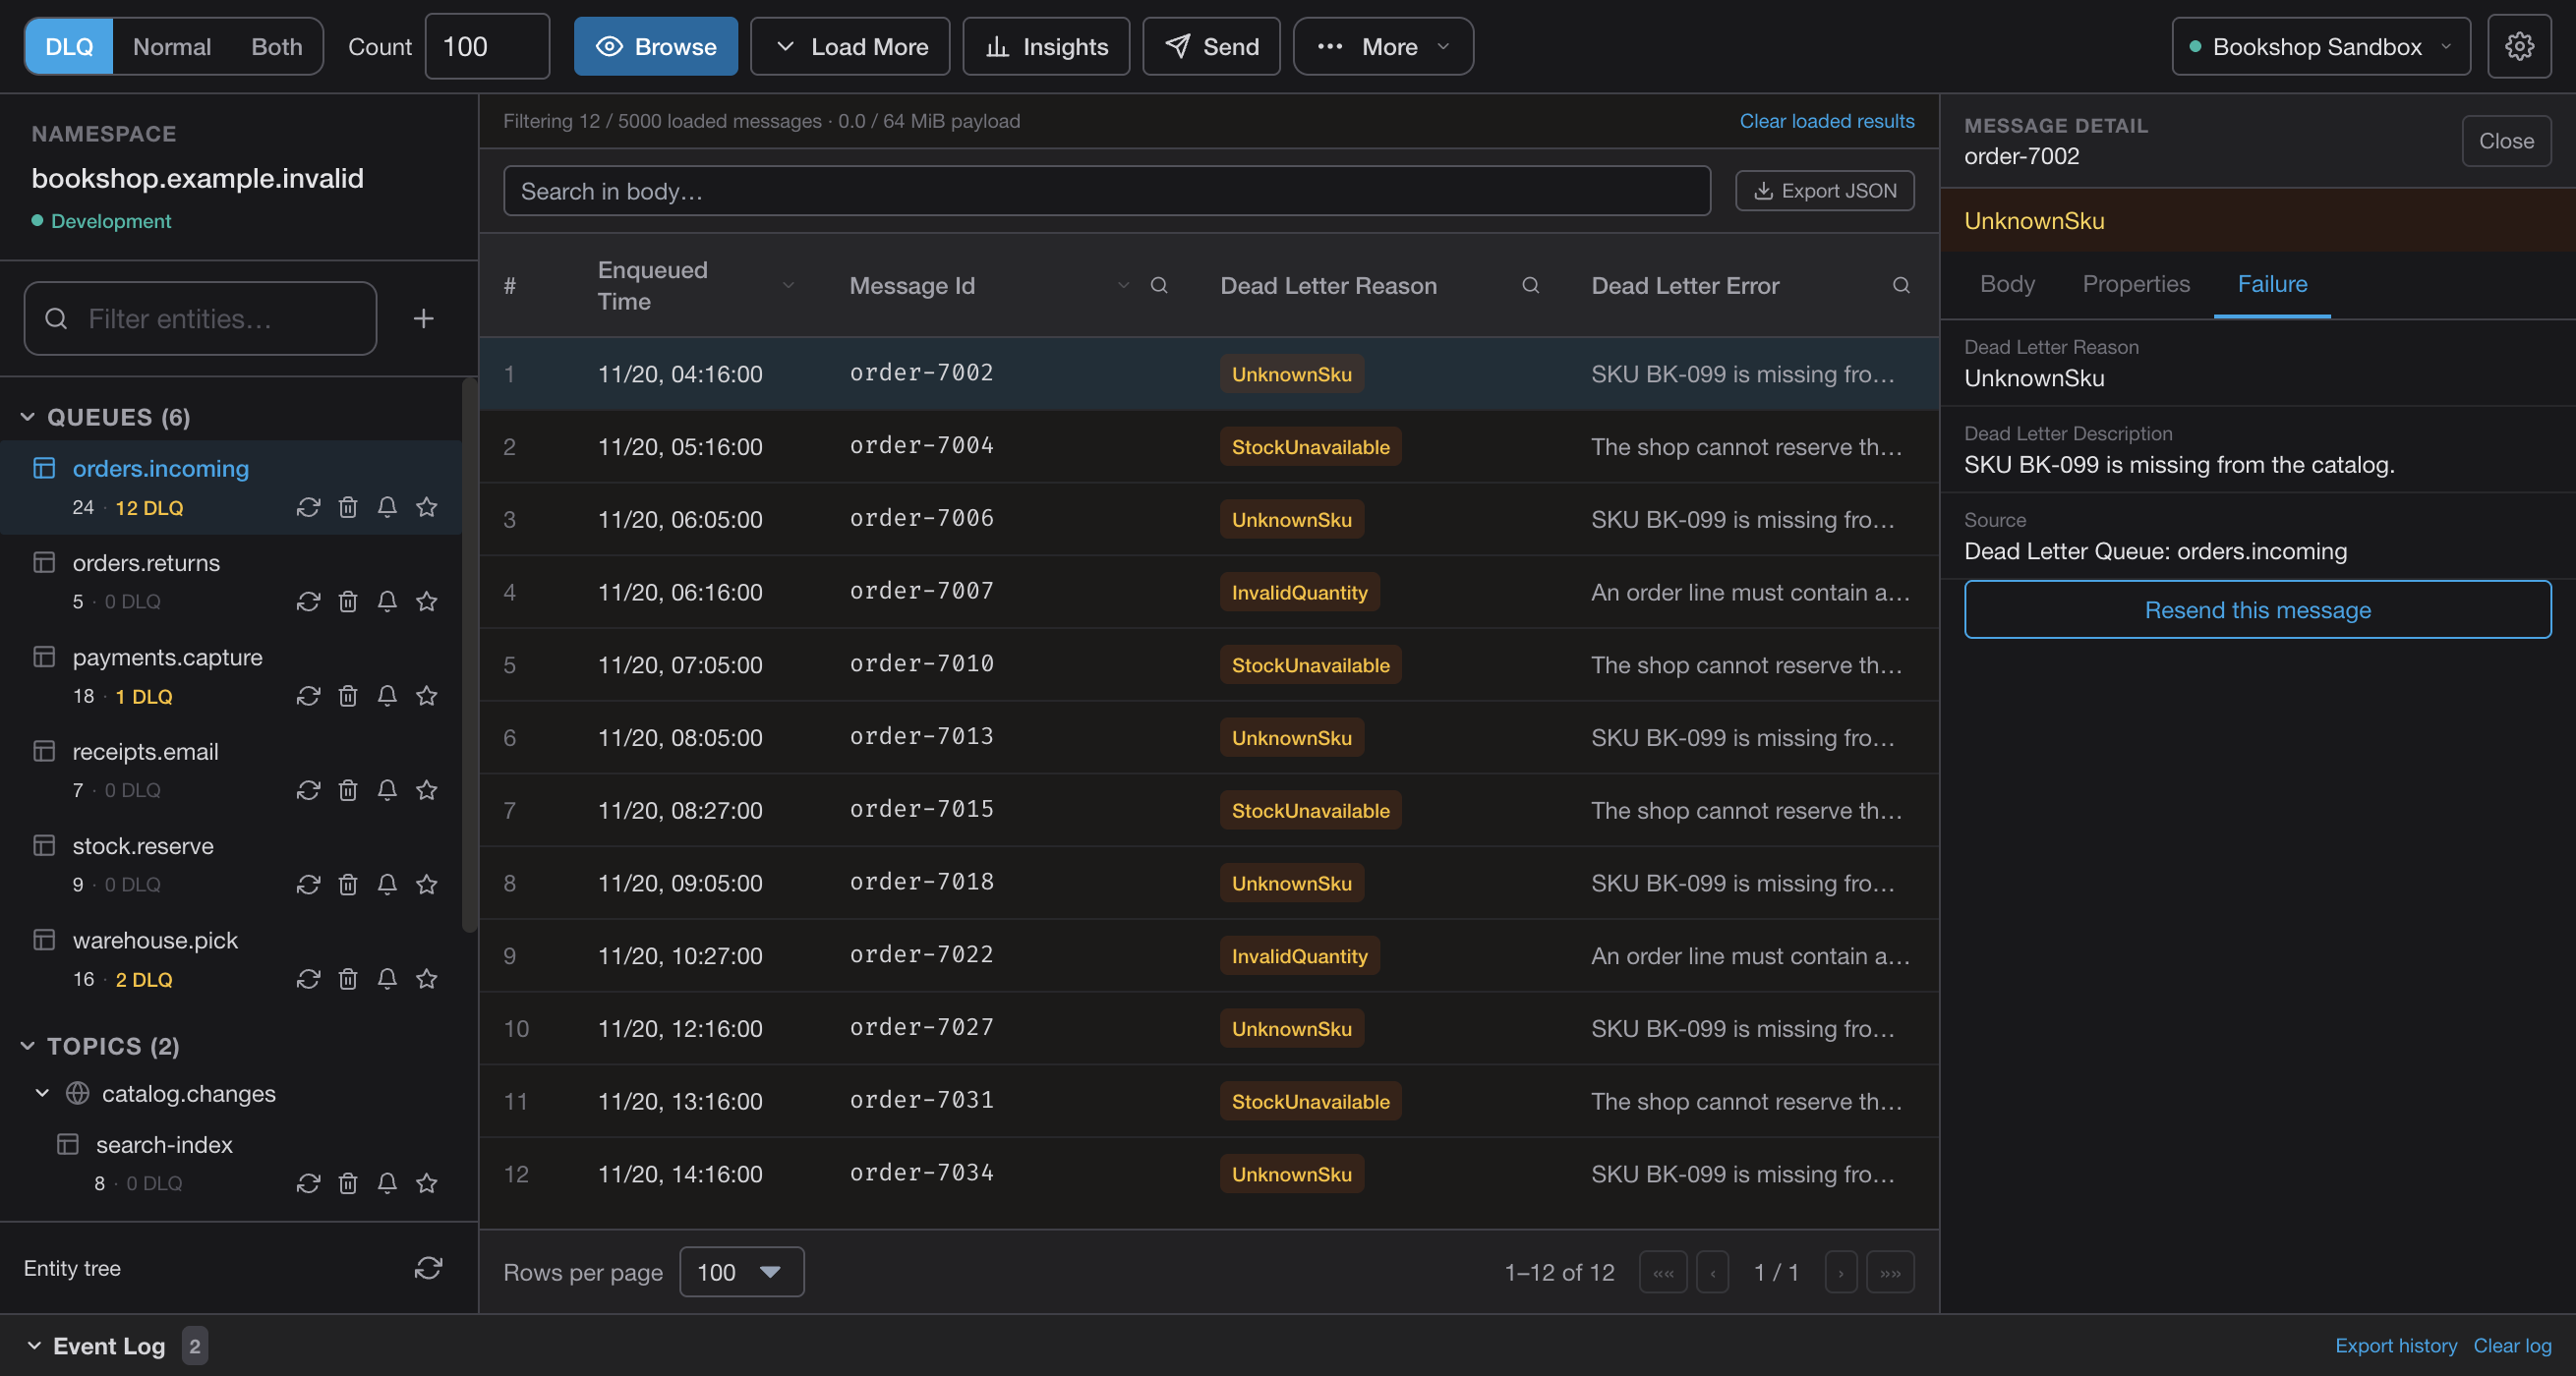 DLQ Normal Both Count 100 Browse Load More Insights Send More Bookshop Sandbox
NAMESPACE
bookshop.example.invalid
Development
Filter entities…
QUEUES (6)
orders.incoming
24 · 12 DLQ
orders.returns
5 · 0 DLQ
payments.capture
18 · 1 DLQ
receipts.email
7 · 0 DLQ
stock.reserve
9 · 0 DLQ
warehouse.pick
16 · 2 DLQ
TOPICS (2)
catalog.changes
search-index
8 · 0 DLQ
Entity tree
Filtering 12 / 5000 loaded messages · 0.0 / 64 MiB payload Clear loaded results
Search in body… Export JSON
# Enqueued Time Message Id Dead Letter Reason Dead Letter Error
1 11/20, 04:16:00 order-7002 UnknownSku SKU BK-099 is missing fro…
2 11/20, 05:16:00 order-7004 StockUnavailable The shop cannot reserve th…
3 11/20, 06:05:00 order-7006 UnknownSku SKU BK-099 is missing fro…
4 11/20, 06:16:00 order-7007 InvalidQuantity An order line must contain a…
5 11/20, 07:05:00 order-7010 StockUnavailable The shop cannot reserve th…
6 11/20, 08:05:00 order-7013 UnknownSku SKU BK-099 is missing fro…
7 11/20, 08:27:00 order-7015 StockUnavailable The shop cannot reserve th…
8 11/20, 09:05:00 order-7018 UnknownSku SKU BK-099 is missing fro…
9 11/20, 10:27:00 order-7022 InvalidQuantity An order line must contain a…
10 11/20, 12:16:00 order-7027 UnknownSku SKU BK-099 is missing fro…
11 11/20, 13:16:00 order-7031 StockUnavailable The shop cannot reserve th…
12 11/20, 14:16:00 order-7034 UnknownSku SKU BK-099 is missing fro…
Rows per page 100 1–12 of 12 «« ‹ 1 / 1 › »»
MESSAGE DETAIL
order-7002
Close
UnknownSku
Body Properties Failure
Dead Letter Reason
UnknownSku
Dead Letter Description
SKU BK-099 is missing from the catalog.
Source
Dead Letter Queue: orders.incoming
Resend this message
Event Log 2 Export history Clear log